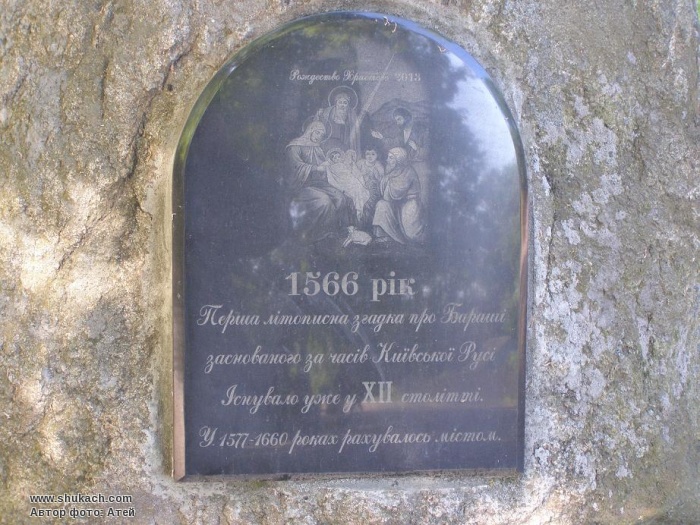 Рождество Христове 2013
1566 рік
Перша літописна згадка про Бараші
заснованого за часів Київської Русі
Існувало уже у XII столітті.
У 1577-1660 роках рахувалось містом.
www.shukach.com
Автор фото: Атей